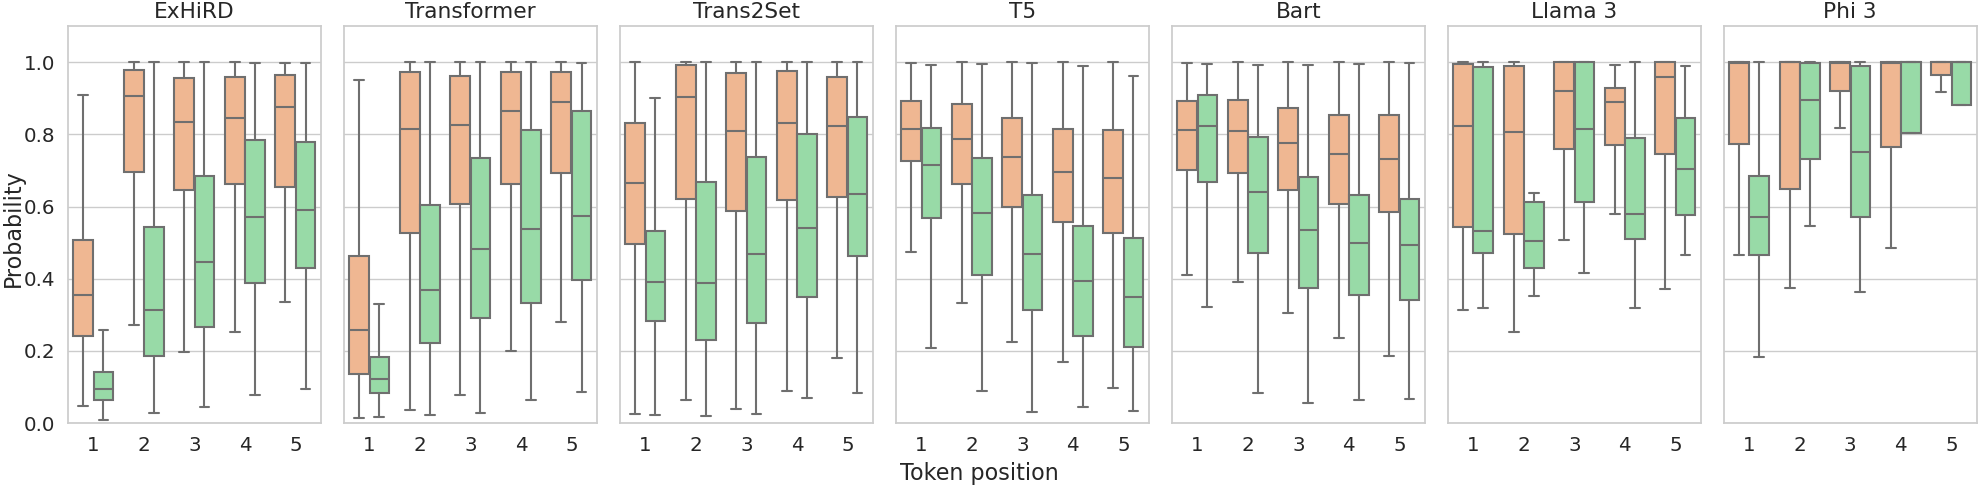 ExHiRD Transformer Trans2Set T5 Bart Llama 3 Phi 3
Probability
1.0
0.8
0.6
0.4
0.2
0.0
1 2 3 4 5 1 2 3 4 5 1 2 3 4 5 1 2 3 4 5 1 2 3 4 5 1 2 3 4 5 1 2 3 4 5
Token position